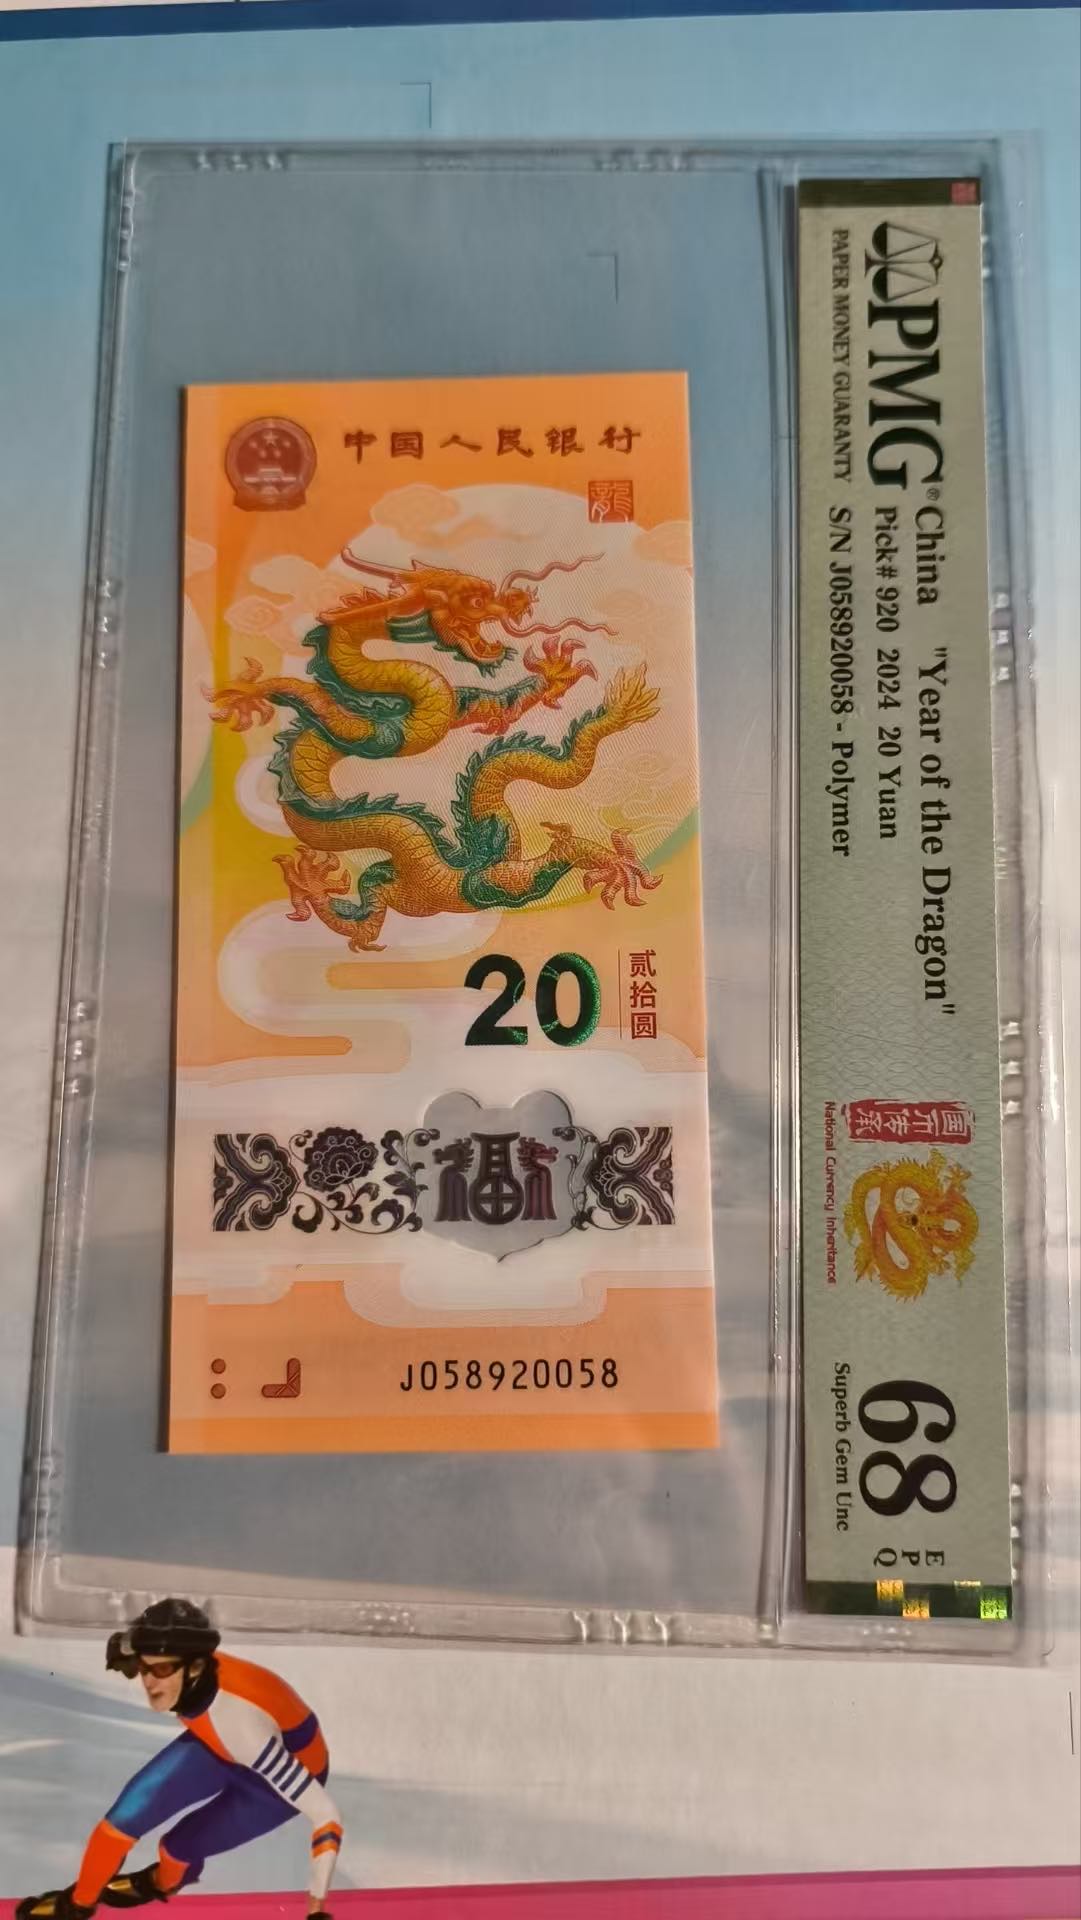 中国人民银行
龍
20
贰拾圆
福
J058920058
PMG®
PAPER MONEY GUARANTY
China "Year of the Dragon"
Pick# 920 2024 20 Yuan
S/N J058920058 - Polymer
国币传承
National Currency Inheritance
68
Superb Gem Unc
EPQ